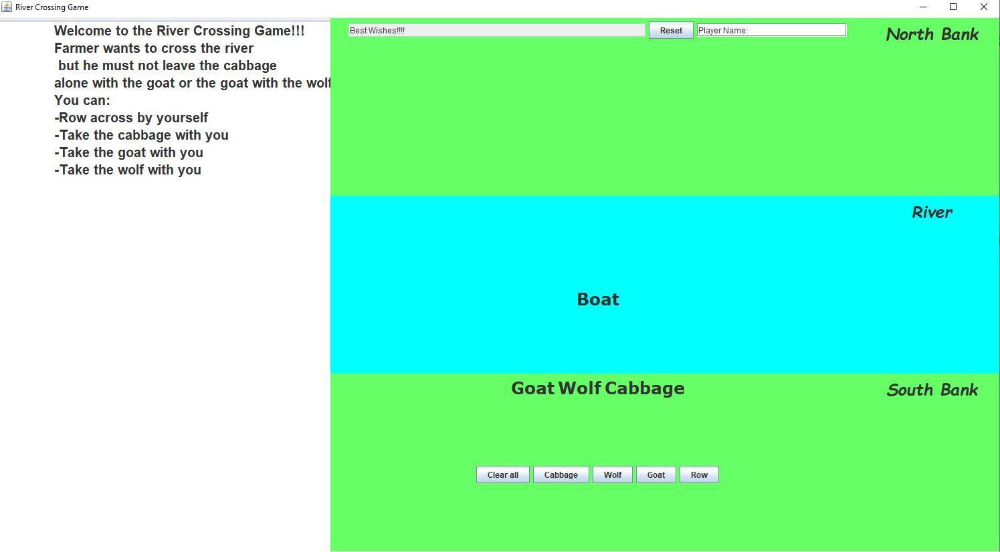 River Crossing Game
Welcome to the River Crossing Game!!!
Farmer wants to cross the river
but he must not leave the cabbage
alone with the goat or the goat with the wolf
You can:
-Row across by yourself
-Take the cabbage with you
-Take the goat with you
-Take the wolf with you
Best Wishes!!!! Reset Player Name: North Bank
River
Boat
Goat Wolf Cabbage South Bank
Clear all Cabbage Wolf Goat Row